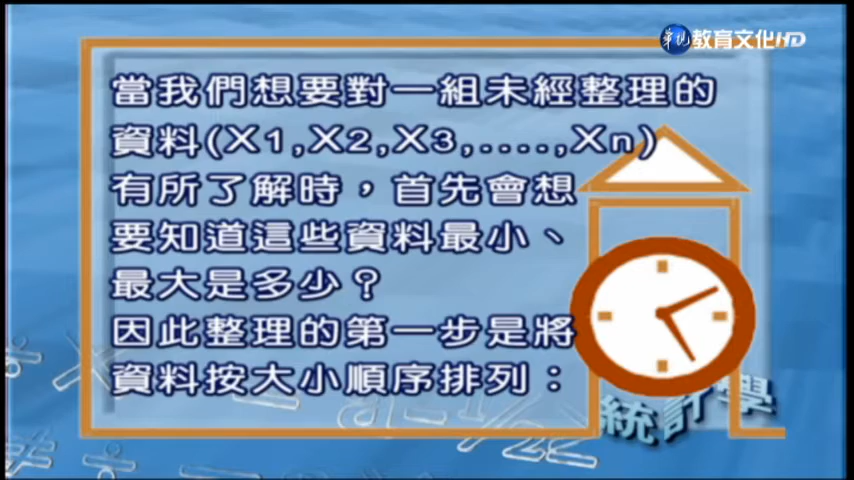 華視教育文化HD
當我們想要對一組未經整理的
資料(X1,X2,X3,....,Xn)
有所了解時，首先會想
要知道這些資料最小、
最大是多少？
因此整理的第一步是將
資料按大小順序排列：
統計學